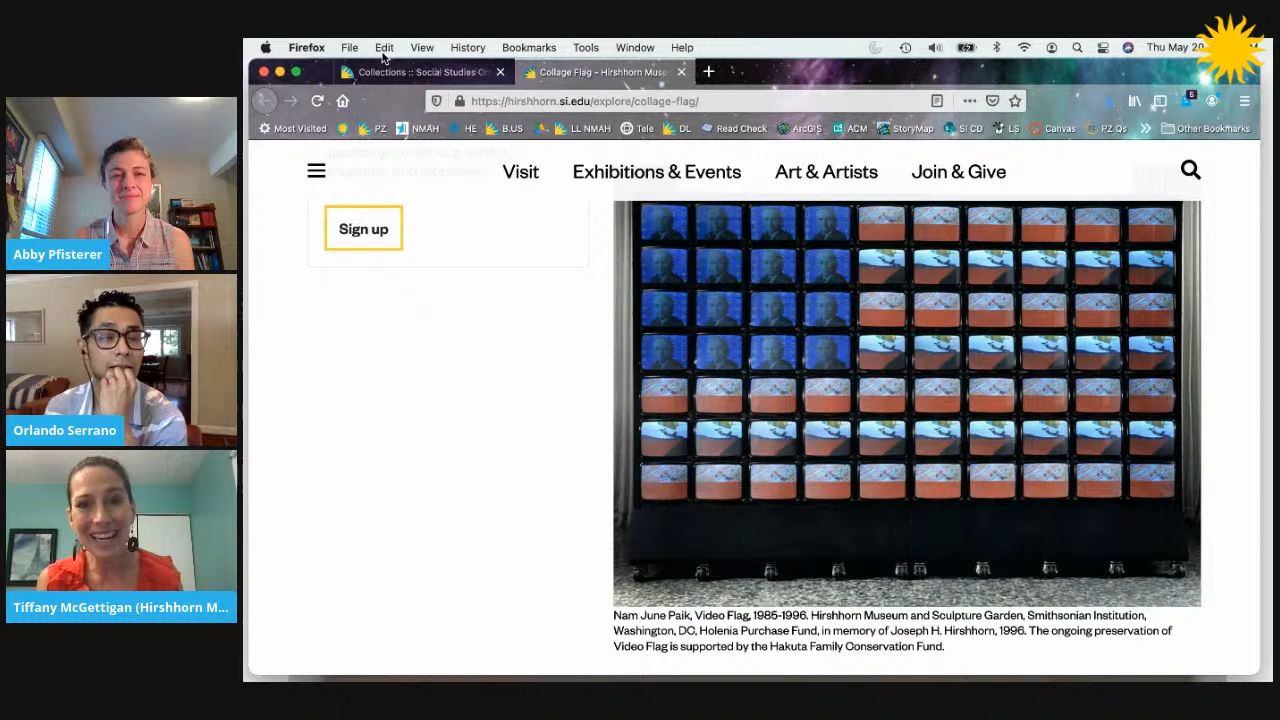 Firefox File Edit View History Bookmarks Tools Window Help
Thu May 20
Collections :: Social Studies On
Collage Flag – Hirshhorn Muse
https://hirshhorn.si.edu/explore/collage-flag/
5
Most Visited PZ NMAH HE B.US LL NMAH Tele DL Read Check ArcGIS ACM StoryMap SI CD LS Canvas PZ Qs Other Bookmarks
Visit Exhibitions & Events Art & Artists Join & Give
Sign up
Nam June Paik, Video Flag, 1985-1996. Hirshhorn Museum and Sculpture Garden, Smithsonian Institution,
Washington, DC, Holenia Purchase Fund, in memory of Joseph H. Hirshhorn, 1996. The ongoing preservation of
Video Flag is supported by the Hakuta Family Conservation Fund.
Abby Pfisterer
Orlando Serrano
Tiffany McGettigan (Hirshhorn M...